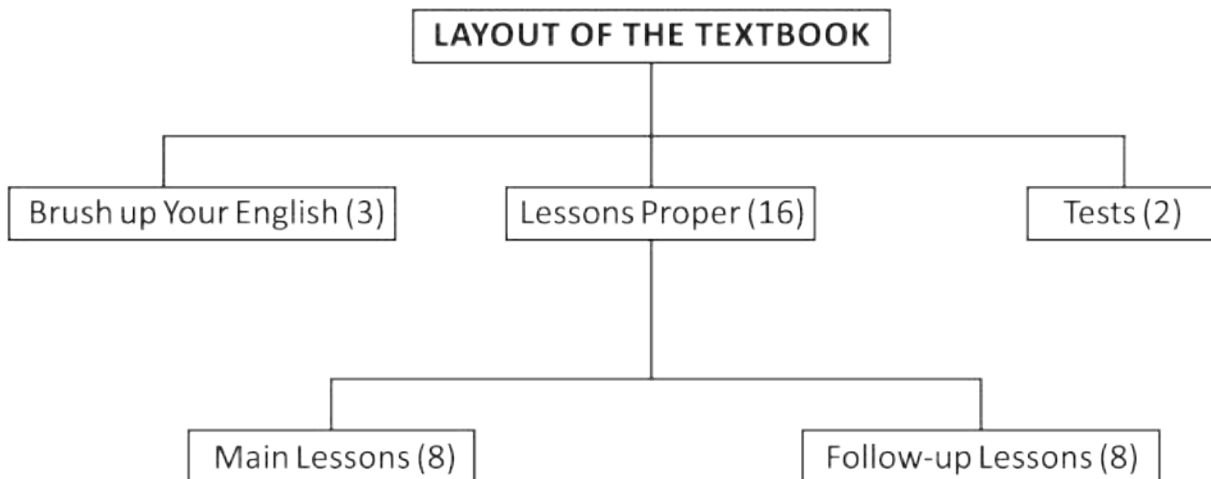 LAYOUT OF THE TEXTBOOK
Brush up Your English (3)
Lessons Proper (16)
Tests (2)
Main Lessons (8)
Follow-up Lessons (8)